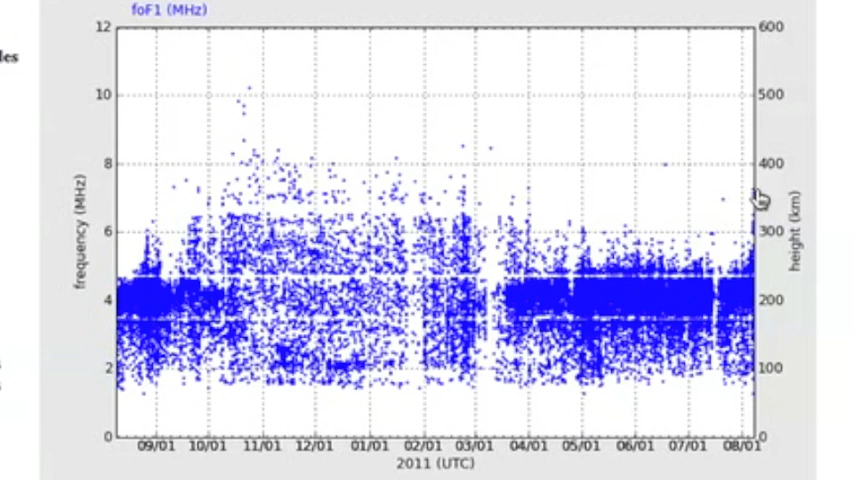 foF1 (MHz)
12
10
8
6
4
2
0
600
500
400
300
200
100
0
frequency (MHz)
height (km)
09/01 10/01 11/01 12/01 01/01 02/01 03/01 04/01 05/01 06/01 07/01 08/01
2011 (UTC)